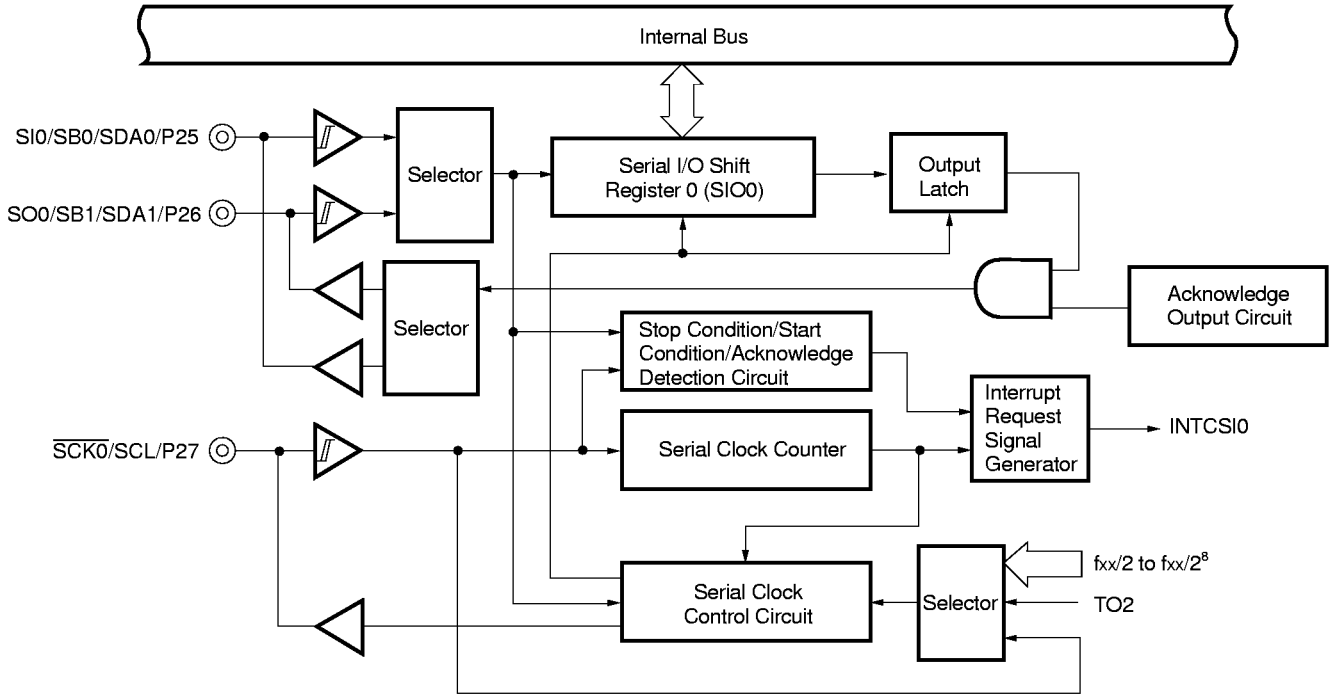 Internal Bus
SI0/SB0/SDA0/P25
Selector
Serial I/O Shift
Register 0 (SIO0)
Output
Latch
SO0/SB1/SDA1/P26
Selector
Acknowledge
Output Circuit
Stop Condition/Start
Condition/Acknowledge
Detection Circuit
Interrupt
Request
Signal
Generator
INTCSI0
SCK0/SCL/P27
Serial Clock Counter
Serial Clock
Control Circuit
Selector
fxx/2 to fxx/2⁸
TO2